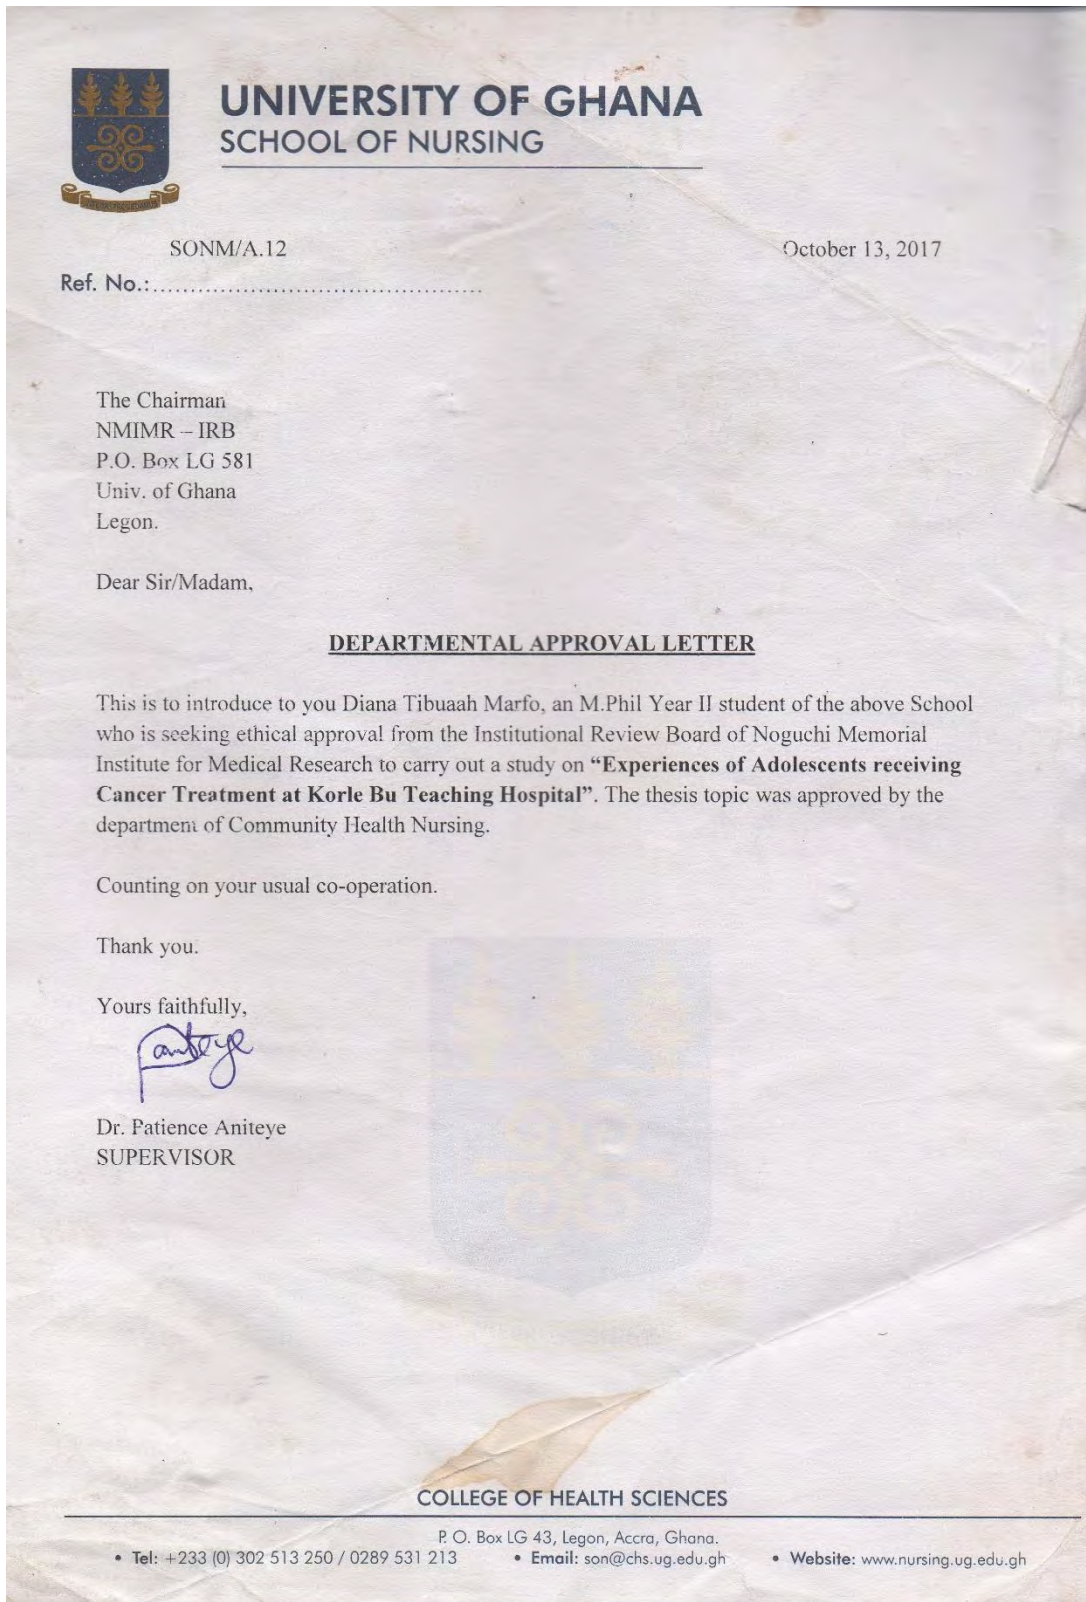 UNIVERSITY OF GHANA
SCHOOL OF NURSING
SONM/A.12
October 13, 2017
Ref. No.:............................................
The Chairman
NMIMR – IRB
P.O. Box LG 581
Univ. of Ghana
Legon.
Dear Sir/Madam,
DEPARTMENTAL APPROVAL LETTER
This is to introduce to you Diana Tibuaah Marfo, an M.Phil Year II student of the above School
who is seeking ethical approval from the Institutional Review Board of Noguchi Memorial
Institute for Medical Research to carry out a study on “Experiences of Adolescents receiving
Cancer Treatment at Korle Bu Teaching Hospital”. The thesis topic was approved by the
department of Community Health Nursing.
Counting on your usual co-operation.
Thank you.
Yours faithfully,
Dr. Patience Aniteye
SUPERVISOR
COLLEGE OF HEALTH SCIENCES
P. O. Box LG 43, Legon, Accra, Ghana.
• Tel: +233 (0) 302 513 250 / 0289 531 213 • Email: son@chs.ug.edu.gh • Website: www.nursing.ug.edu.gh